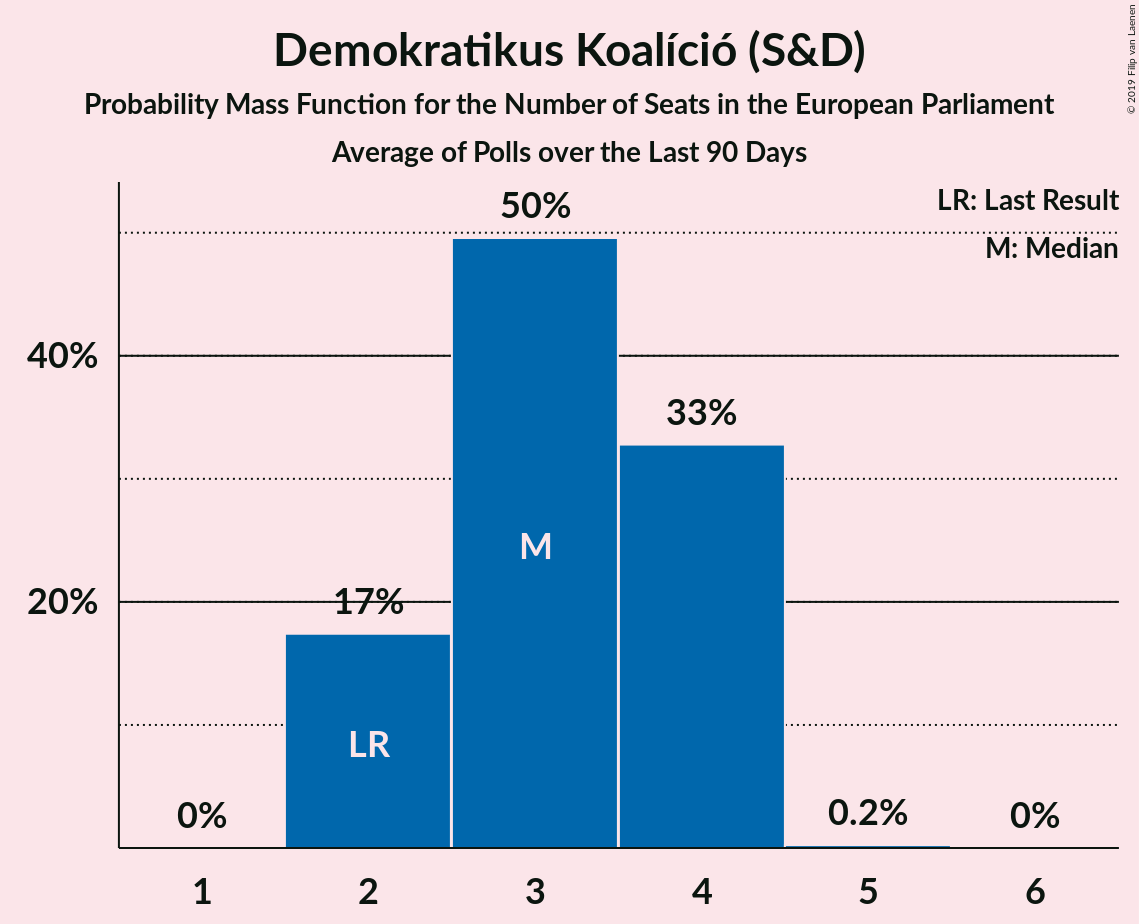 Demokratikus Koalíció (S&D)
Probability Mass Function for the Number of Seats in the European Parliament
Average of Polls over the Last 90 Days
© 2019 Filip van Laenen
LR: Last Result
M: Median
50%
40%
33%
M
20%
17%
LR
0%
0.2%
0%
1 2 3 4 5 6